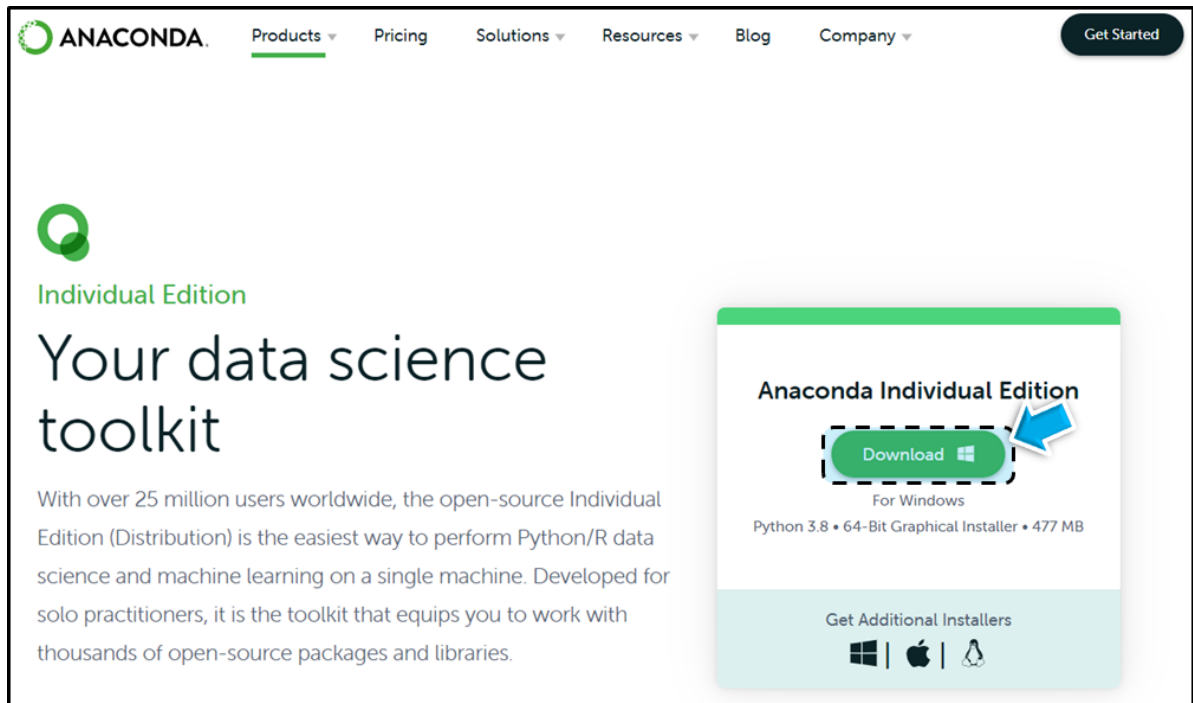 ANACONDA.
Products
Pricing
Solutions
Resources
Blog
Company
Get Started
Individual Edition
Your data science
toolkit
With over 25 million users worldwide, the open-source Individual
Edition (Distribution) is the easiest way to perform Python/R data
science and machine learning on a single machine. Developed for
solo practitioners, it is the toolkit that equips you to work with
thousands of open-source packages and libraries.
Anaconda Individual Edition
Download
For Windows
Python 3.8 • 64-Bit Graphical Installer • 477 MB
Get Additional Installers
| |